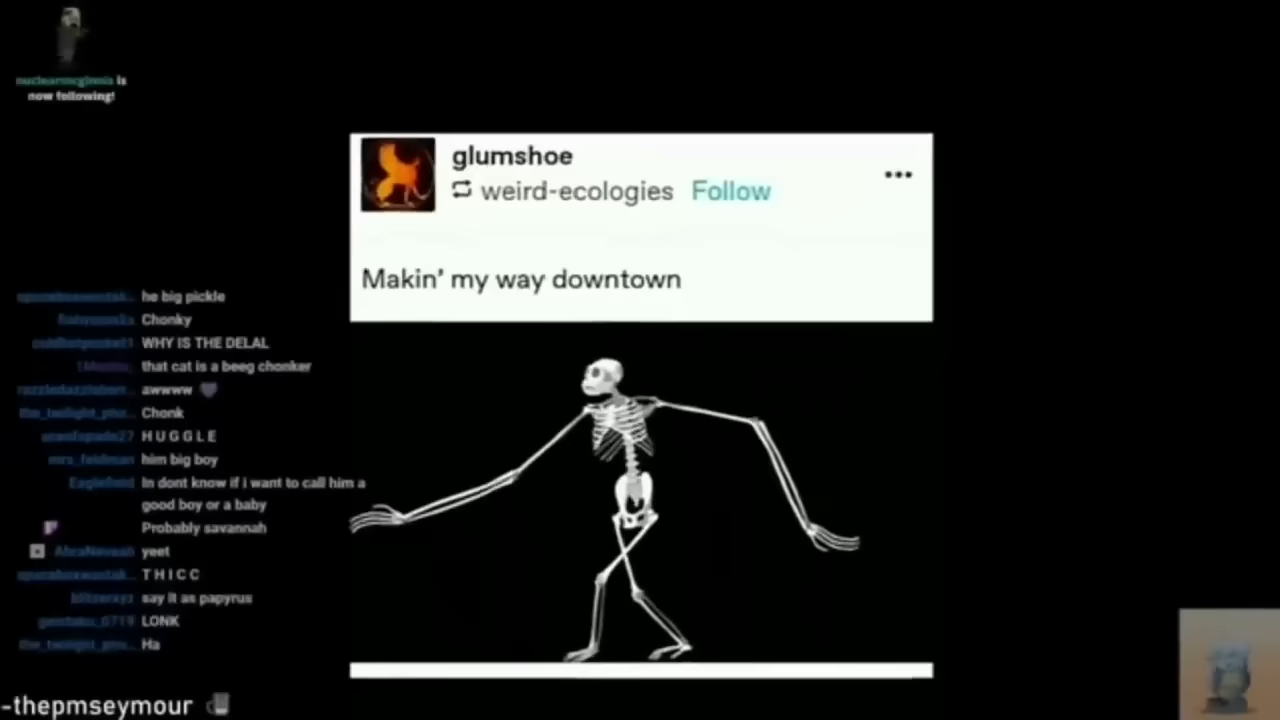 is
now following!
glumshoe
weird-ecologies Follow
Makin' my way downtown
he big pickle
Chonky
WHY IS THE DELAL
that cat is a beeg chonker
awwww
Chonk
H U G G L E
him big boy
In dont know if i want to call him a
good boy or a baby
Probably savannah
yeet
T H I C C
say it as papyrus
LONK
Ha
-thepmseymour